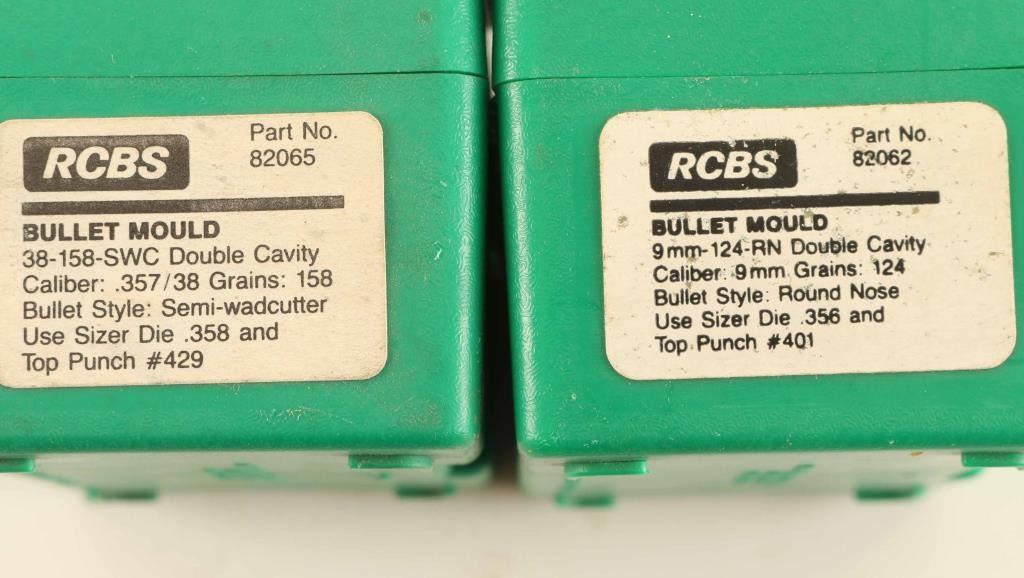 RCBS
Part No.
82065
BULLET MOULD
38-158-SWC Double Cavity
Caliber: .357/38 Grains: 158
Bullet Style: Semi-wadcutter
Use Sizer Die .358 and
Top Punch #429
RCBS
Part No.
82062
BULLET MOULD
9mm-124-RN Double Cavity
Caliber: 9mm Grains: 124
Bullet Style: Round Nose
Use Sizer Die .356 and
Top Punch #401